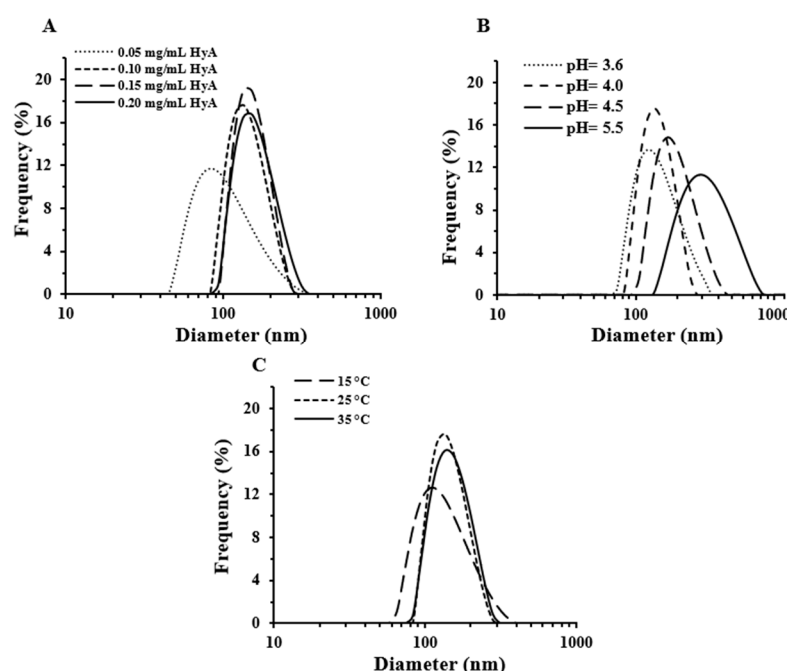 A
0.05 mg/mL HyA
0.10 mg/mL HyA
0.15 mg/mL HyA
0.20 mg/mL HyA
Frequency (%)
20
16
12
8
4
0
10
100
1000
Diameter (nm)
B
pH= 3.6
pH= 4.0
pH= 4.5
pH= 5.5
Frequency (%)
20
16
12
8
4
0
10
100
1000
Diameter (nm)
C
15 °C
25 °C
35 °C
Frequency (%)
20
16
12
8
4
0
10
100
1000
Diameter (nm)